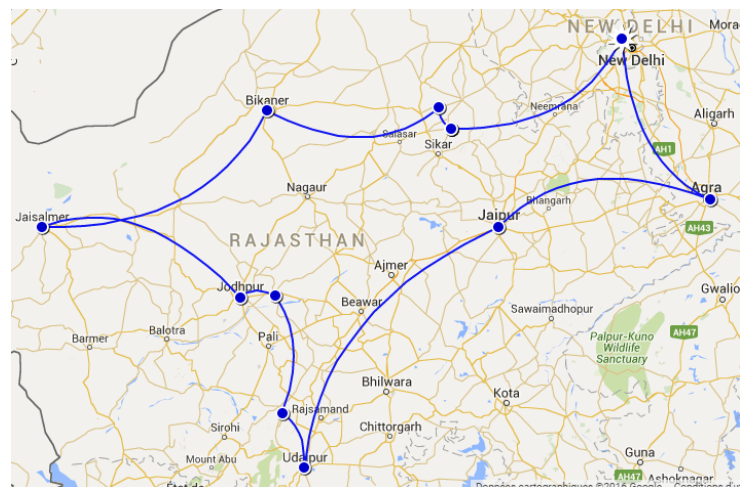 NEW DELHI
New Delhi
Bikaner
Neemrana
Aligarh
Salasar
Sikar
AH1
Nagaur
Agra
Jaisalmer
Jaipur
Bhangarh
AH43
RAJASTHAN
Ajmer
Jodhpur
Gwalio
Beawar
Sawaimadhopur
Barmer
Balotra
Pali
Palpur-Kuno
Wildlife
Sanctuary
AH47
Bhilwara
Kota
Rajsamand
Sirohi
Chittorgarh
Mount Abu
Udaipur
Guna
AH47
Ashoknagar
Données cartographiques ©2016 Google